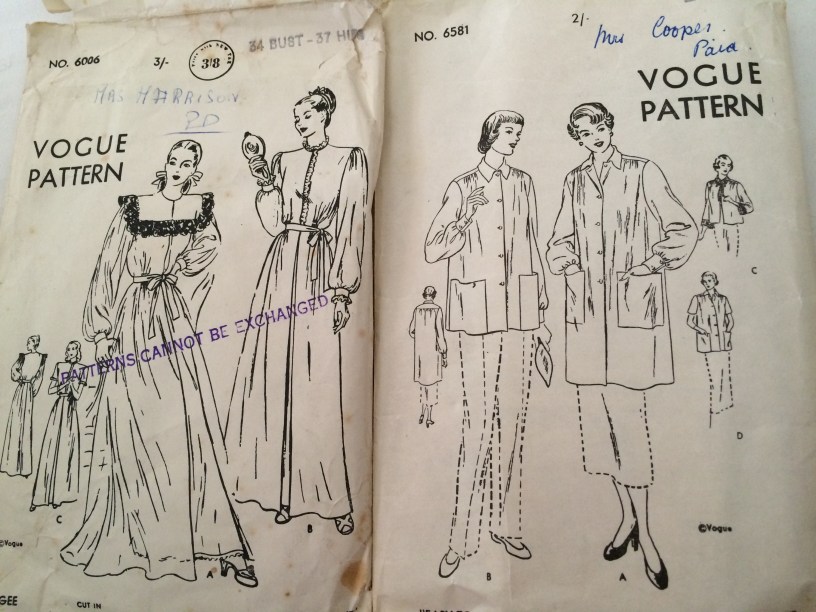 NO. 6006
3/-
3'8
34 BUST - 37 HIPS
MRS HARRISON
PD
VOGUE
PATTERN
PATTERNS CANNOT BE EXCHANGED
C
A
B
©Vogue
GEE
CUT IN
NO. 6581
2/-
Mrs Cooper.
Paid.
VOGUE
PATTERN
C
D
B
A
©Vogue